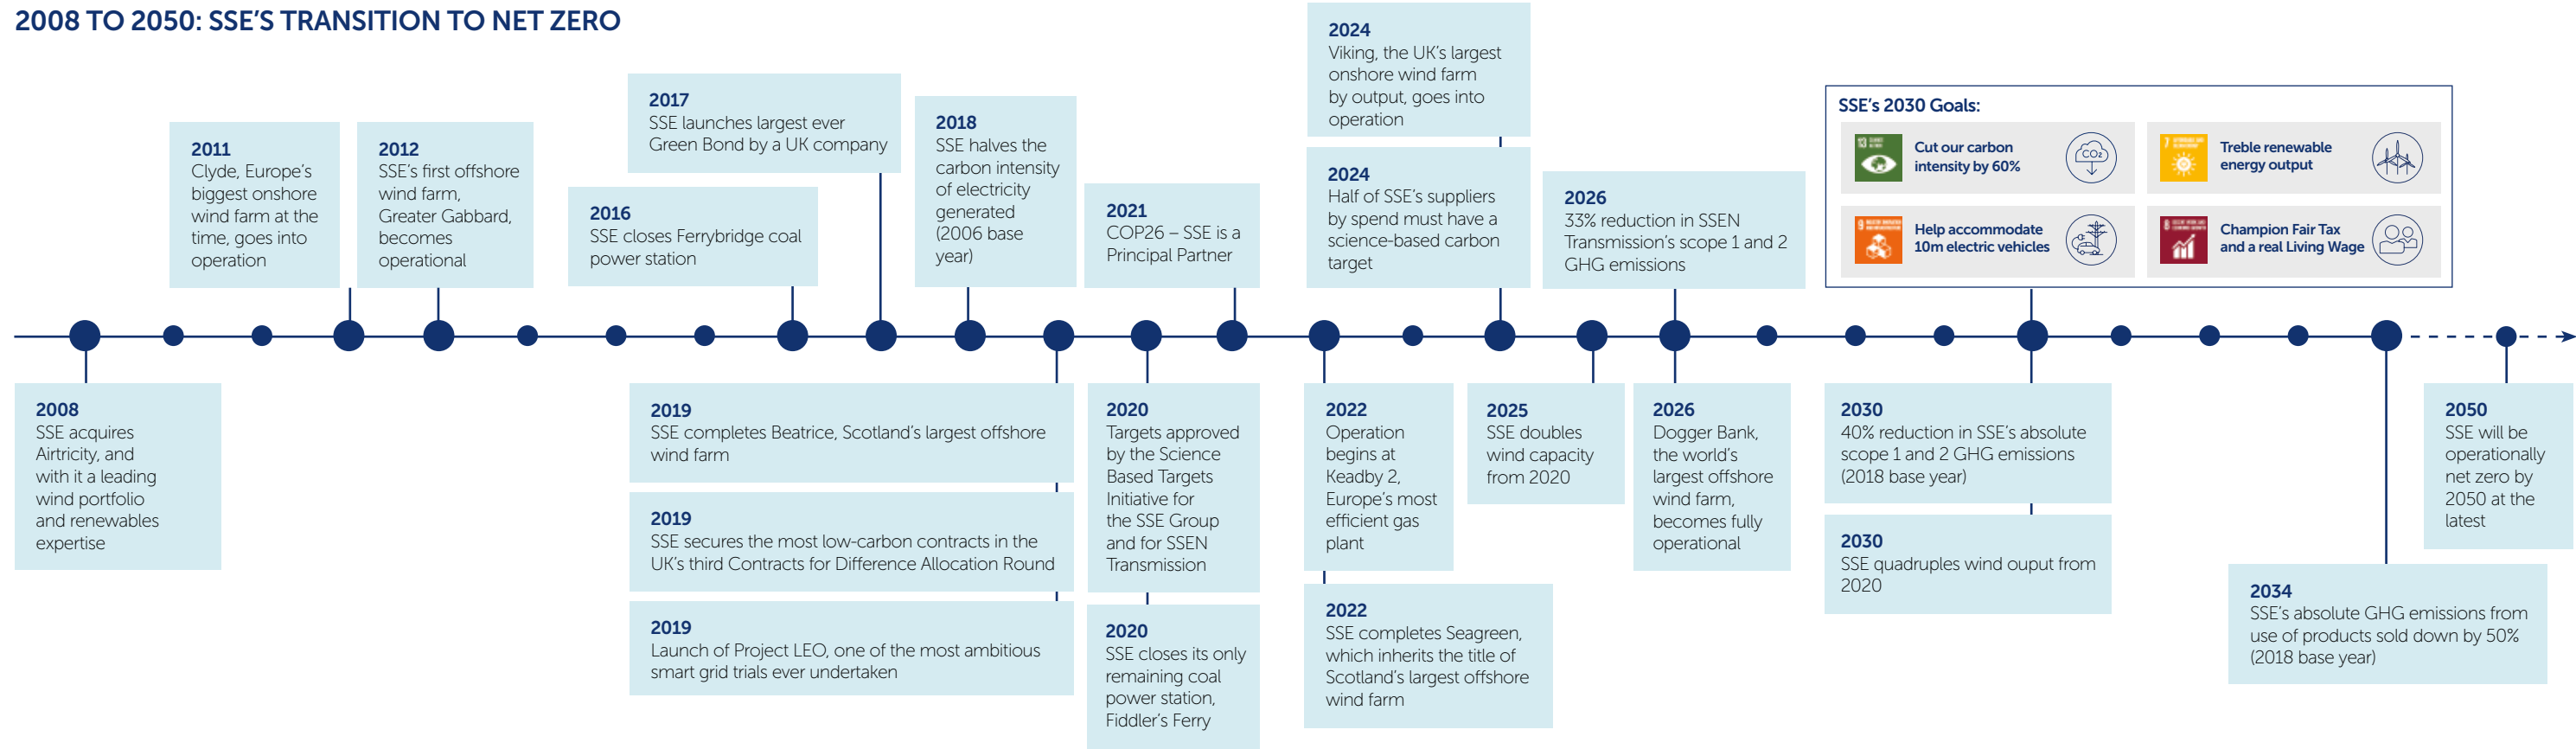 2008 TO 2050: SSE'S TRANSITION TO NET ZERO
2008
SSE acquires
Airtricity, and
with it a leading
wind portfolio
and renewables
expertise
2011
Clyde, Europe's
biggest onshore
wind farm at the
time, goes into
operation
2012
SSE's first offshore
wind farm,
Greater Gabbard,
becomes
operational
2016
SSE closes Ferrybridge coal
power station
2017
SSE launches largest ever
Green Bond by a UK company
2018
SSE halves the
carbon intensity
of electricity
generated
(2006 base
year)
2019
SSE completes Beatrice, Scotland's largest offshore
wind farm
2019
SSE secures the most low-carbon contracts in the
UK's third Contracts for Difference Allocation Round
2019
Launch of Project LEO, one of the most ambitious
smart grid trials ever undertaken
2020
Targets approved
by the Science
Based Targets
Initiative for
the SSE Group
and for SSEN
Transmission
2020
SSE closes its only
remaining coal
power station,
Fiddler's Ferry
2021
COP26 – SSE is a
Principal Partner
2022
Operation
begins at
Keadby 2,
Europe's most
efficient gas
plant
2022
SSE completes Seagreen,
which inherits the title of
Scotland's largest offshore
wind farm
2024
Viking, the UK's largest
onshore wind farm
by output, goes into
operation
2024
Half of SSE's suppliers
by spend must have a
science-based carbon
target
2025
SSE doubles
wind capacity
from 2020
2026
33% reduction in SSEN
Transmission's scope 1 and 2
GHG emissions
2026
Dogger Bank,
the world's
largest offshore
wind farm,
becomes fully
operational
SSE's 2030 Goals:
13
Cut our carbon
intensity by 60%
CO2
7
Treble renewable
energy output
9
Help accommodate
10m electric vehicles
8
Champion Fair Tax
and a real Living Wage
2030
40% reduction in SSE's absolute
scope 1 and 2 GHG emissions
(2018 base year)
2030
SSE quadruples wind ouput from
2020
2034
SSE's absolute GHG emissions from
use of products sold down by 50%
(2018 base year)
2050
SSE will be
operationally
net zero by
2050 at the
latest